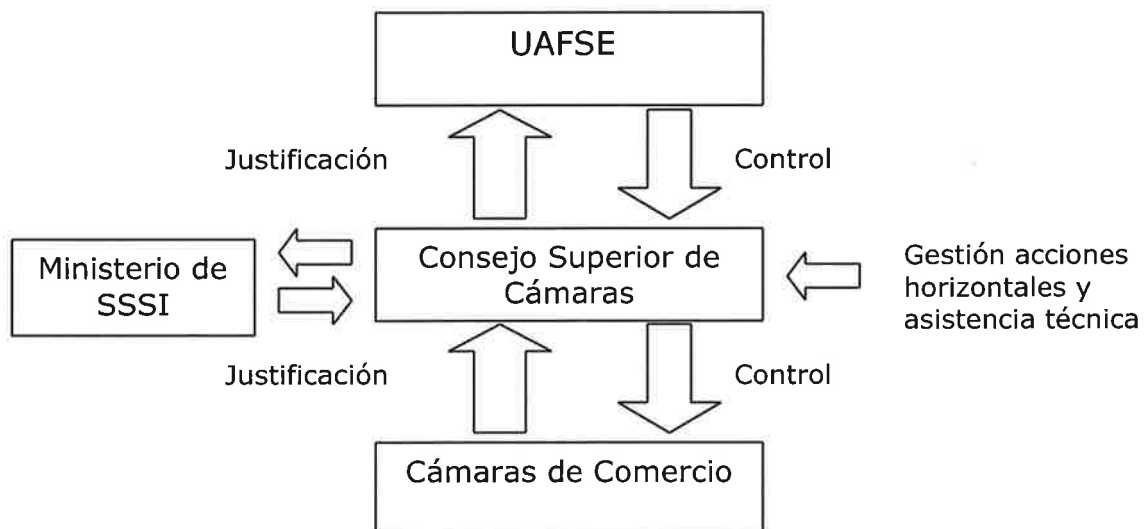 UAFSE
Justificación
Control
Ministerio de
SSSI
Consejo Superior de
Cámaras
Gestión acciones
horizontales y
asistencia técnica
Justificación
Control
Cámaras de Comercio